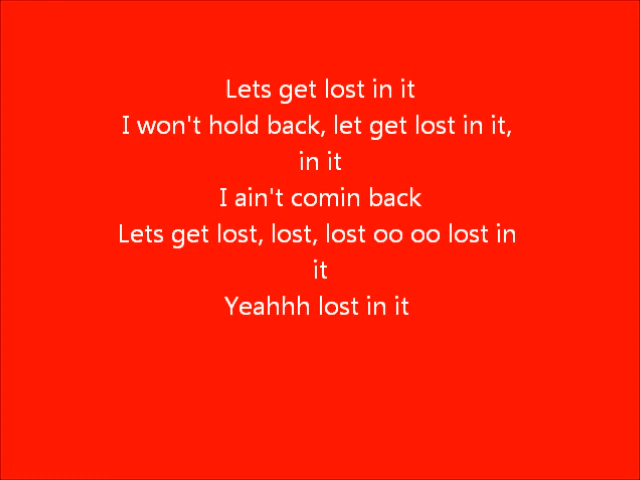 Lets get lost in it
I won't hold back, let get lost in it,
in it
I ain't comin back
Lets get lost, lost, lost oo oo lost in
it
Yeahhh lost in it